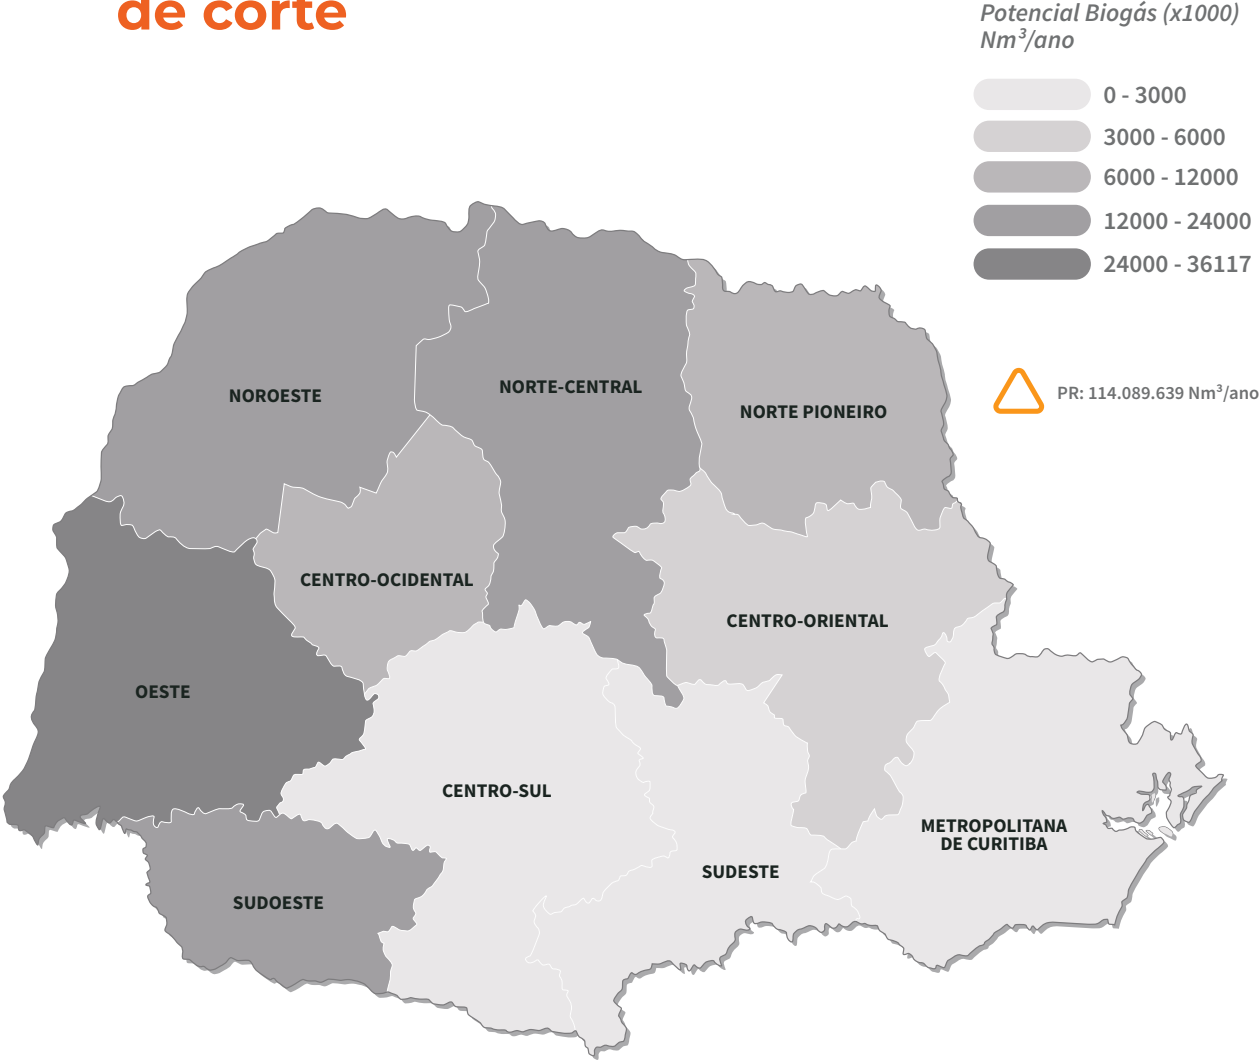 de corte
Potencial Biogás (x1000)
Nm³/ano
0 - 3000
3000 - 6000
6000 - 12000
12000 - 24000
24000 - 36117
PR: 114.089.639 Nm³/ano
NOROESTE
NORTE-CENTRAL
NORTE PIONEIRO
CENTRO-OCIDENTAL
CENTRO-ORIENTAL
OESTE
CENTRO-SUL
METROPOLITANA
DE CURITIBA
SUDESTE
SUDOESTE